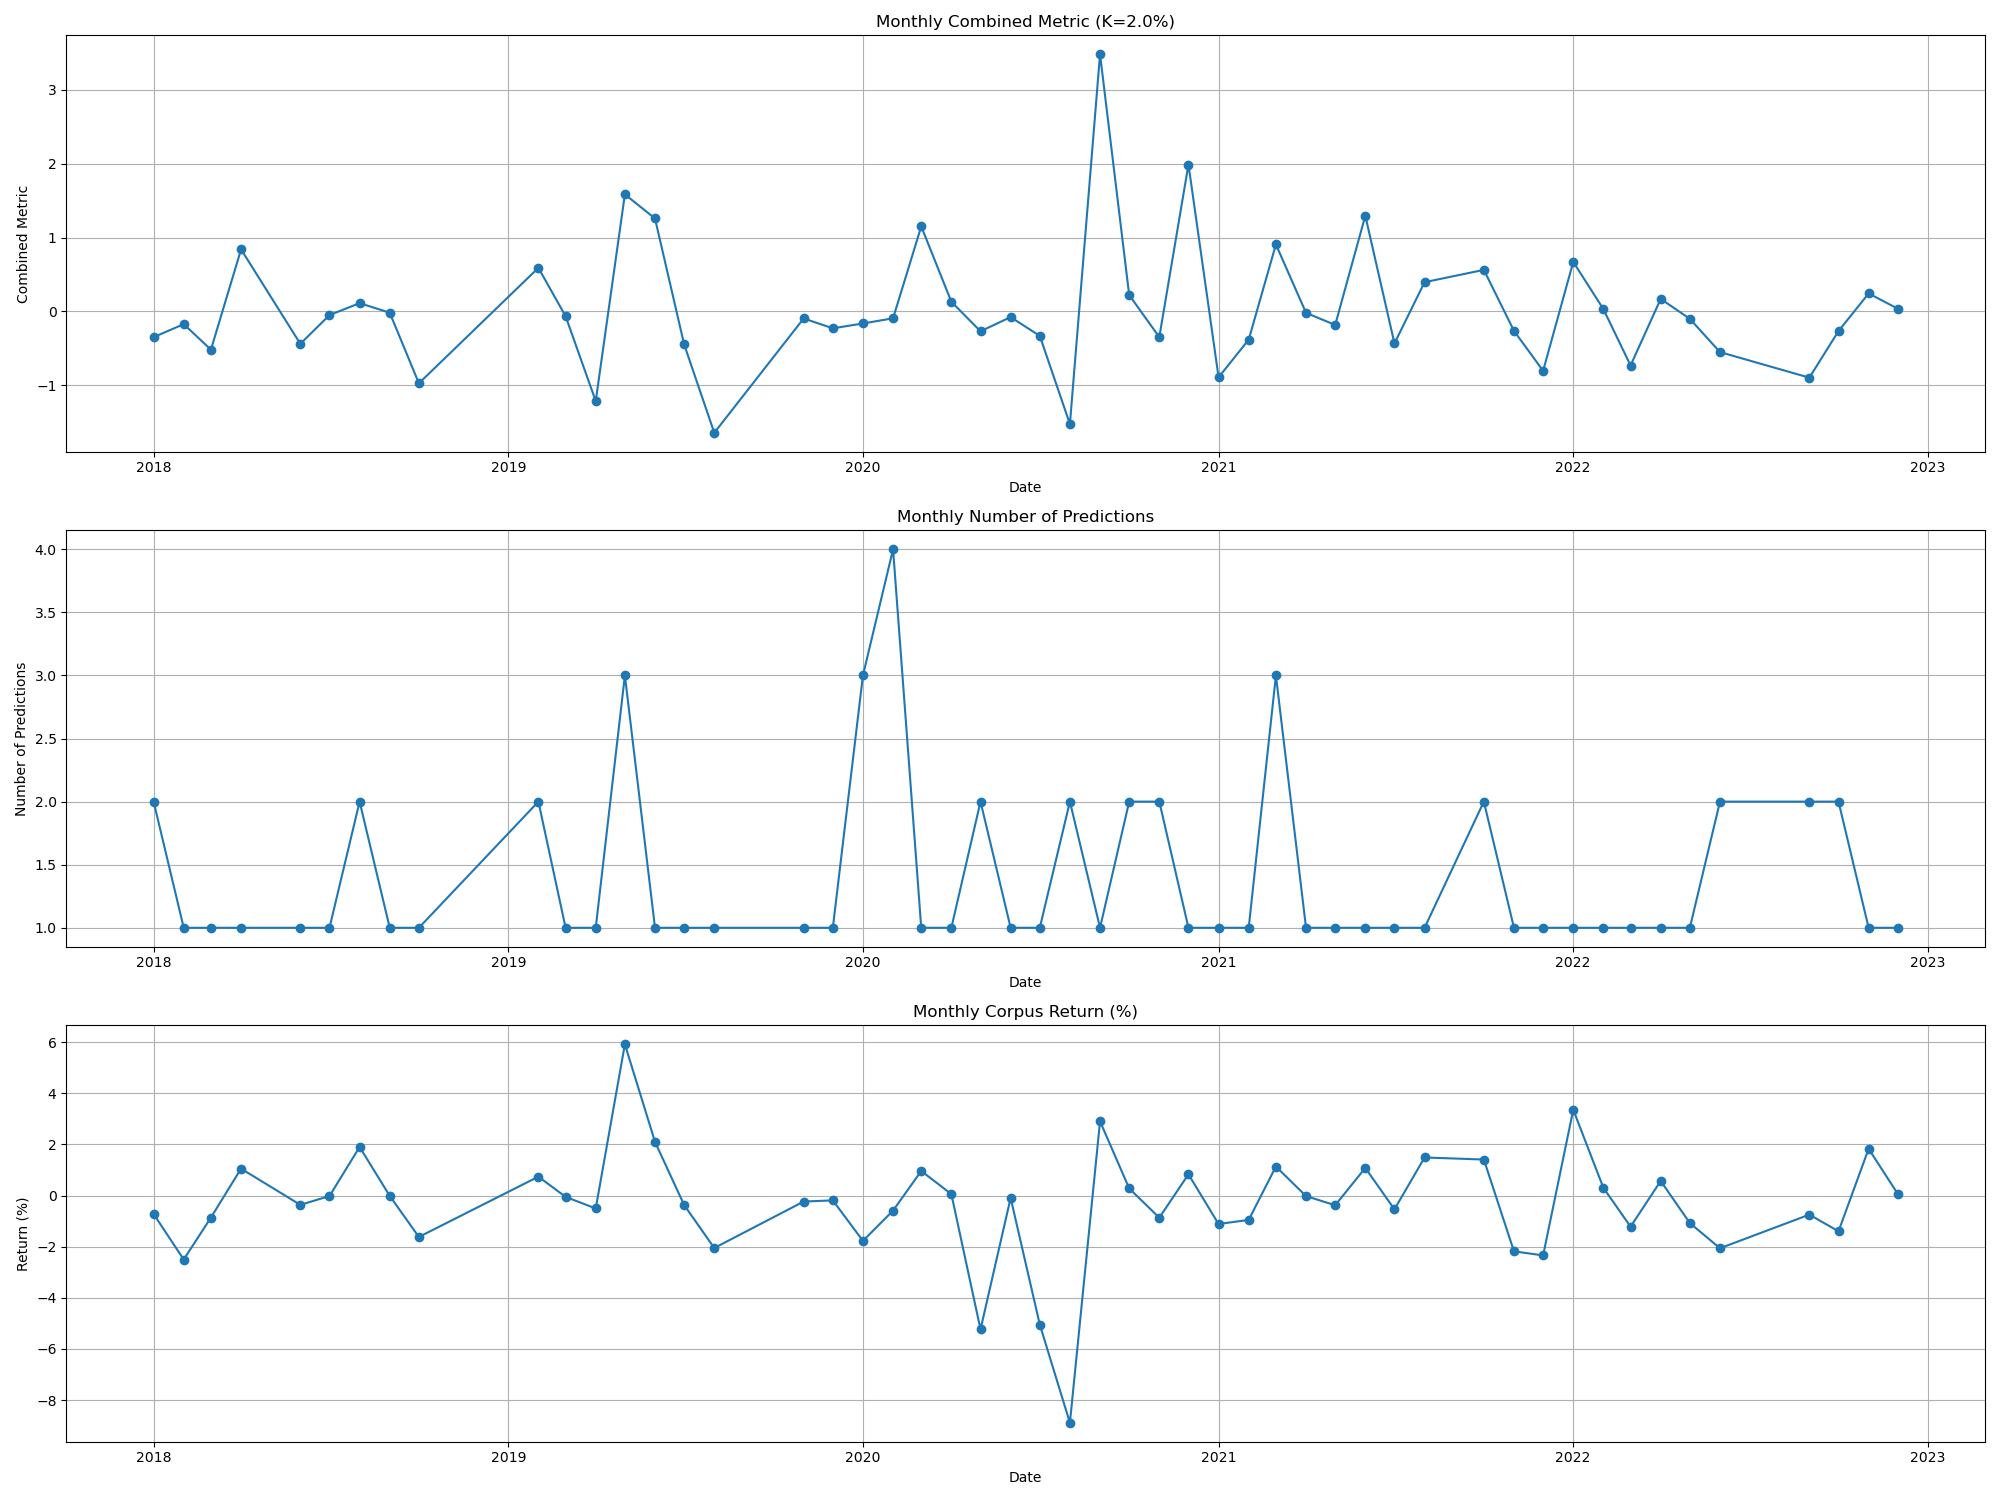 Monthly Combined Metric (K=2.0%)
3
2
1
0
−1
Combined Metric
2018 2019 2020 2021 2022 2023
Date
Monthly Number of Predictions
4.0
3.5
3.0
2.5
2.0
1.5
1.0
Number of Predictions
2018 2019 2020 2021 2022 2023
Date
Monthly Corpus Return (%)
6
4
2
0
−2
−4
−6
−8
Return (%)
2018 2019 2020 2021 2022 2023
Date